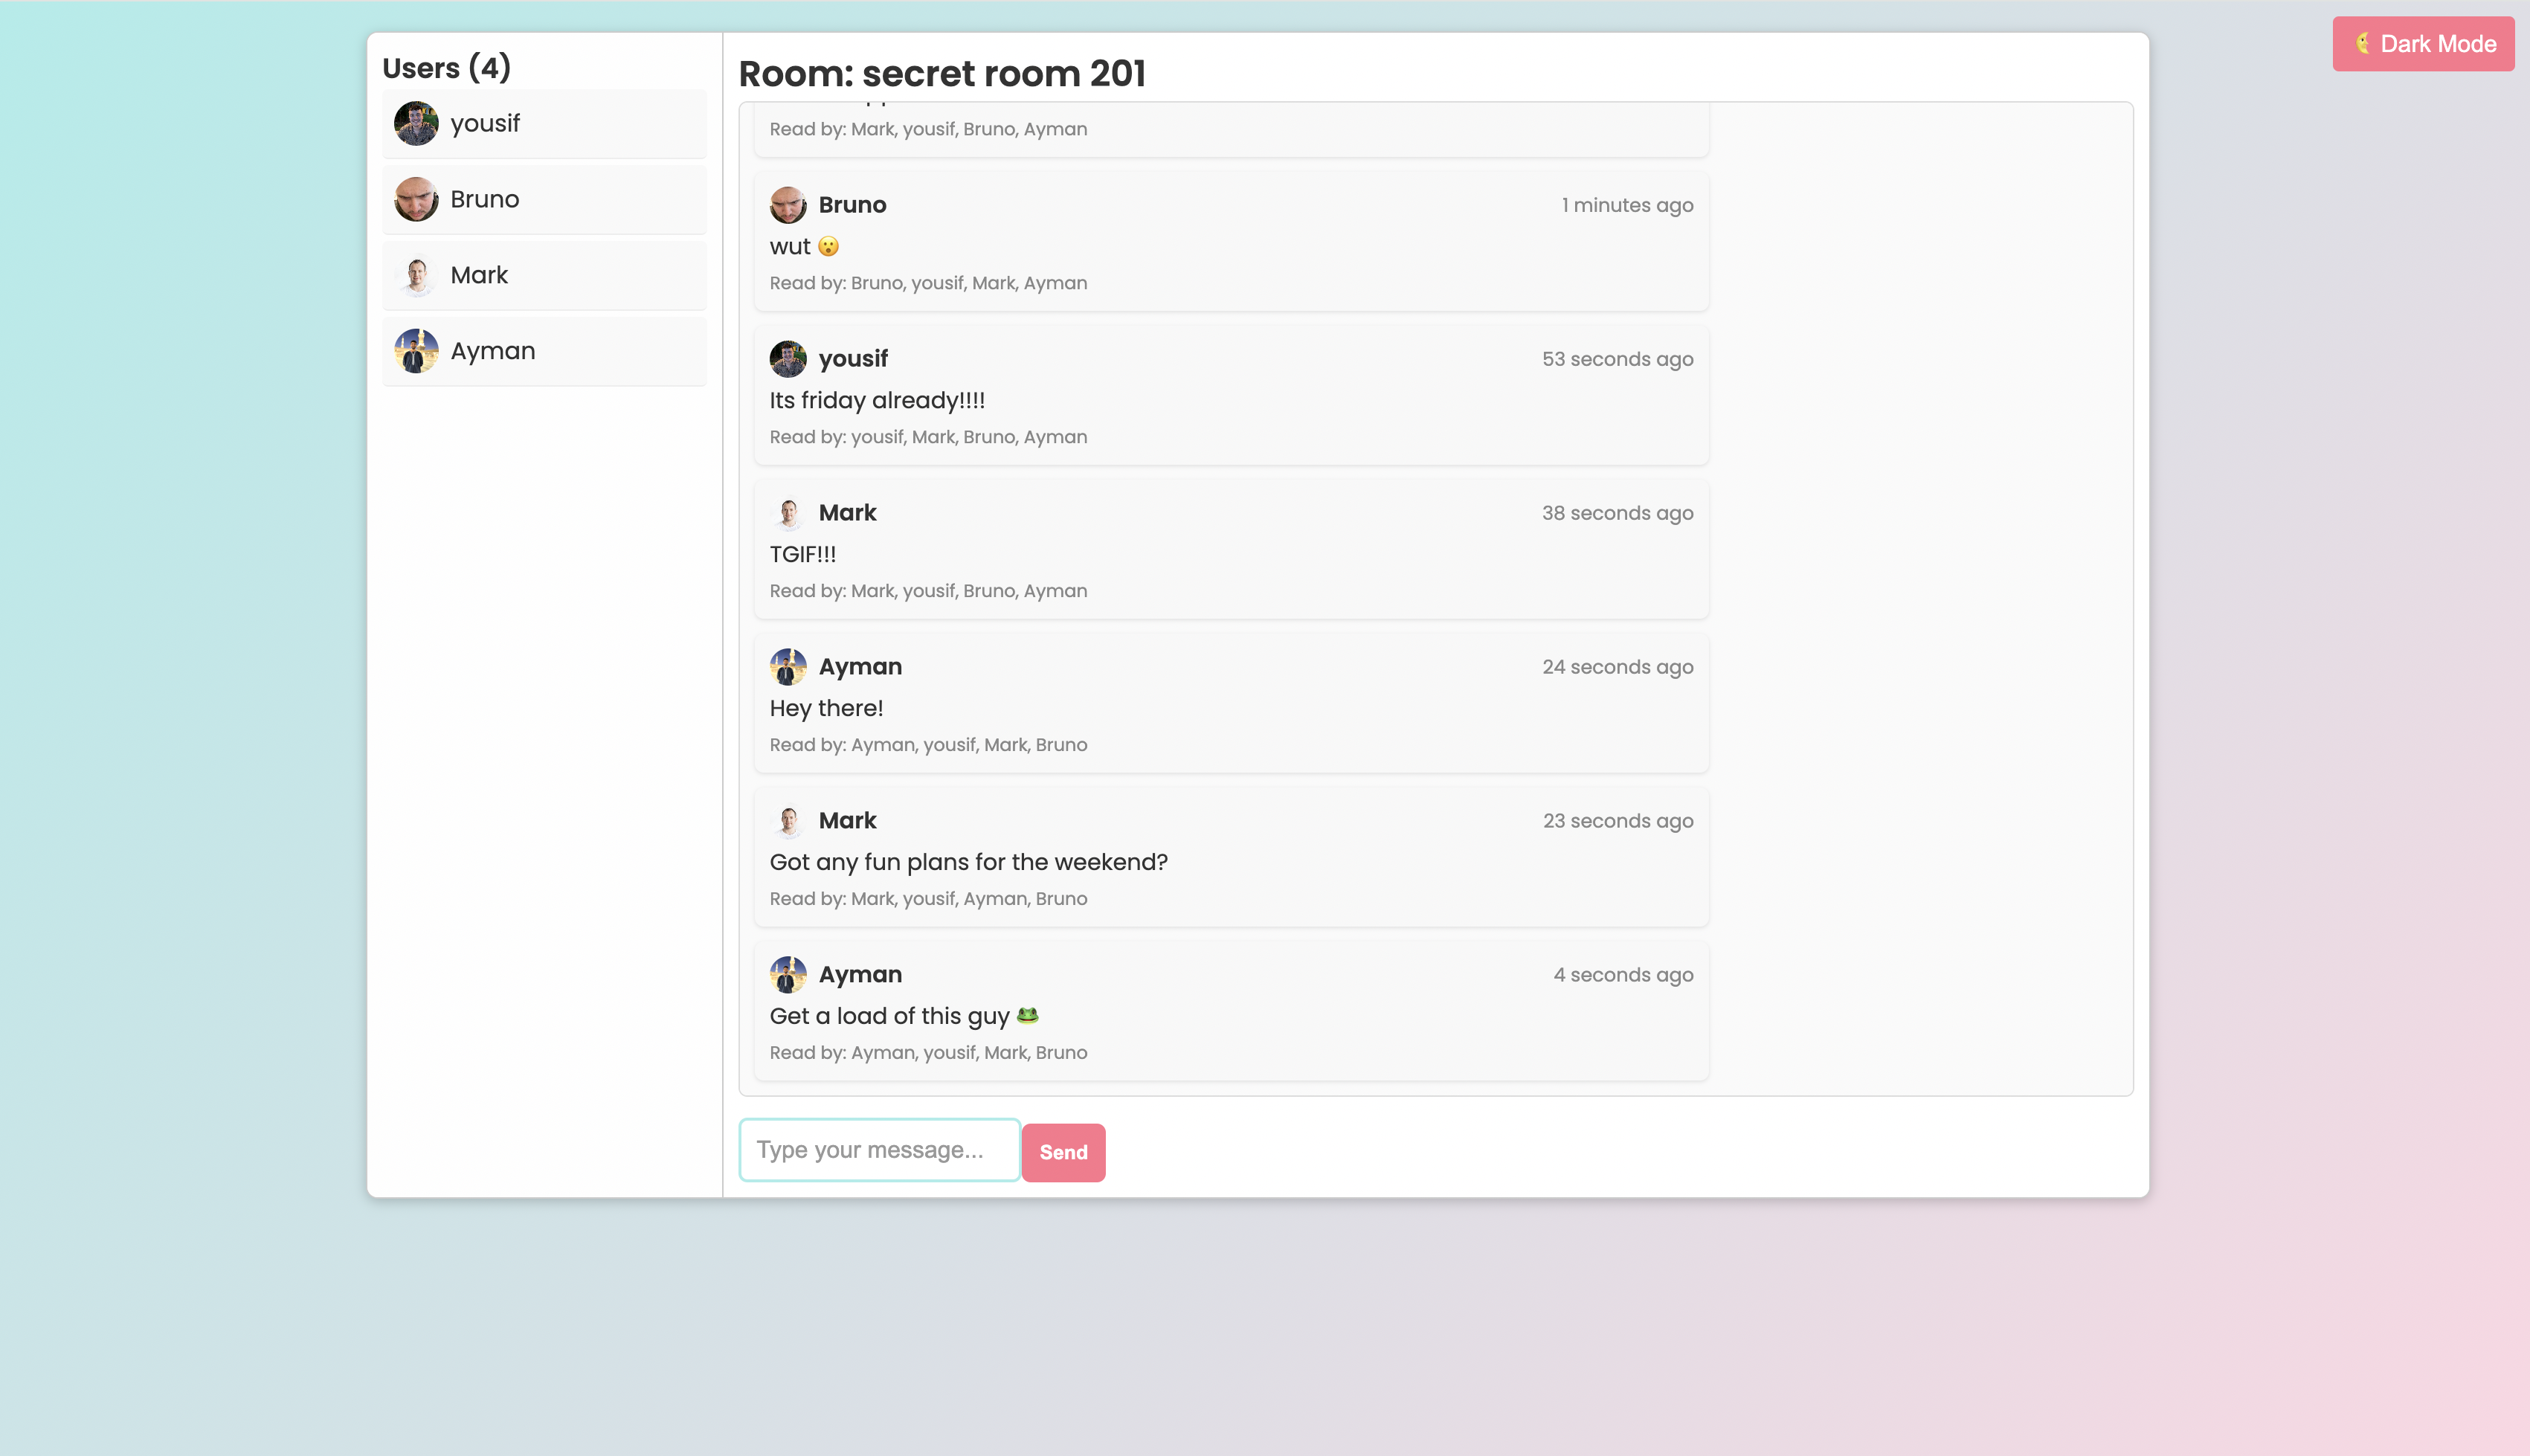 Dark Mode
Users (4)
yousif
Bruno
Mark
Ayman
Room: secret room 201
Read by: Mark, yousif, Bruno, Ayman
Bruno 1 minutes ago
wut 😮
Read by: Bruno, yousif, Mark, Ayman
yousif 53 seconds ago
Its friday already!!!!
Read by: yousif, Mark, Bruno, Ayman
Mark 38 seconds ago
TGIF!!!
Read by: Mark, yousif, Bruno, Ayman
Ayman 24 seconds ago
Hey there!
Read by: Ayman, yousif, Mark, Bruno
Mark 23 seconds ago
Got any fun plans for the weekend?
Read by: Mark, yousif, Ayman, Bruno
Ayman 4 seconds ago
Get a load of this guy 🐸
Read by: Ayman, yousif, Mark, Bruno
Type your message...
Send